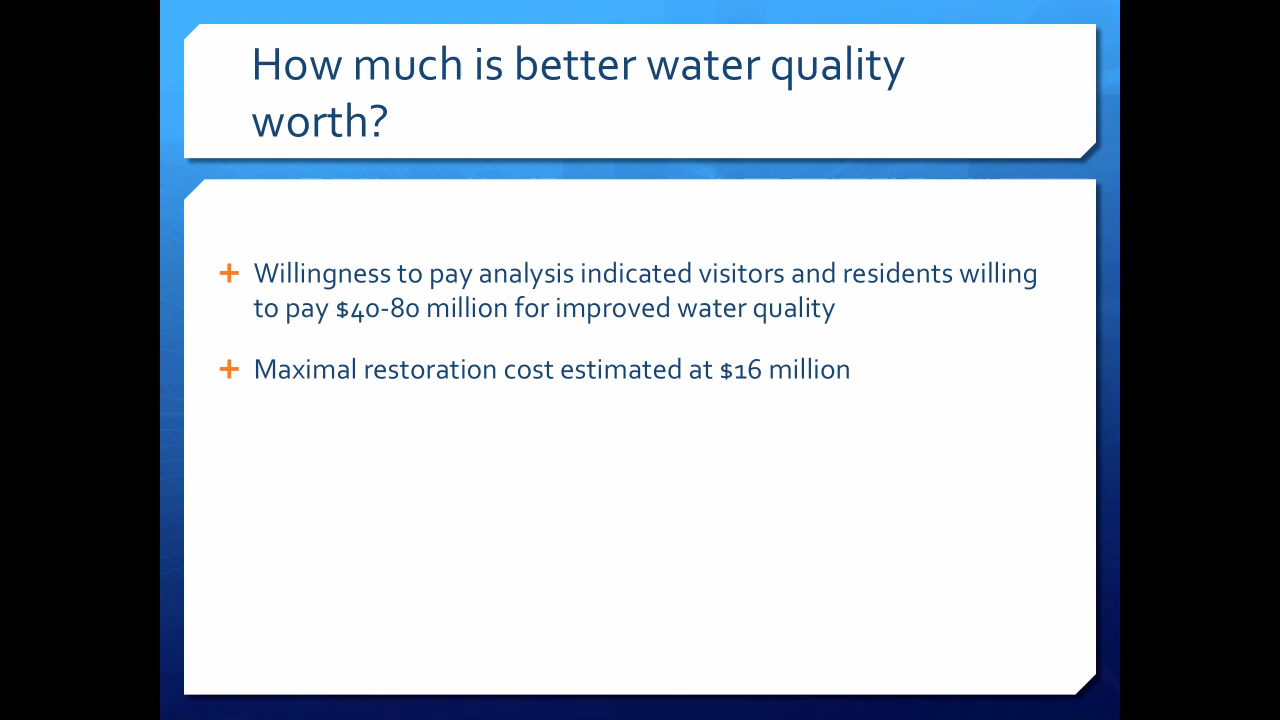 How much is better water quality
worth?
+ Willingness to pay analysis indicated visitors and residents willing
to pay $40-80 million for improved water quality
+ Maximal restoration cost estimated at $16 million